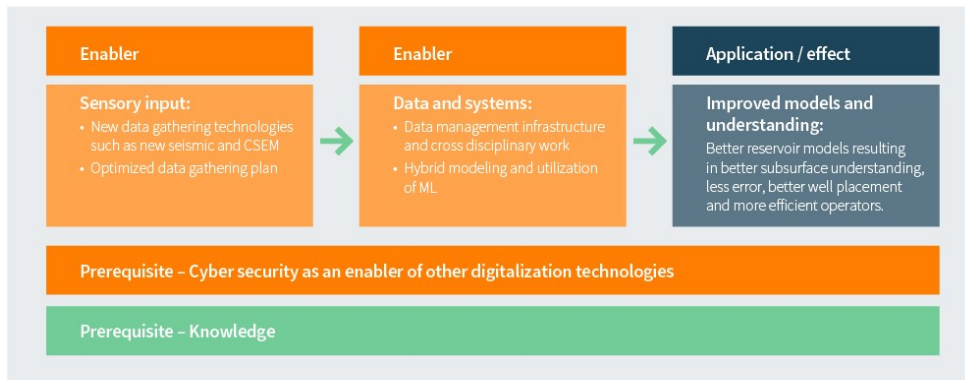 Enabler
Sensory input:
• New data gathering technologies
such as new seismic and CSEM
• Optimized data gathering plan
Enabler
Data and systems:
• Data management infrastructure
and cross disciplinary work
• Hybrid modeling and utilization
of ML
Application / effect
Improved models and
understanding:
Better reservoir models resulting
in better subsurface understanding,
less error, better well placement
and more efficient operators.
Prerequisite – Cyber security as an enabler of other digitalization technologies
Prerequisite – Knowledge